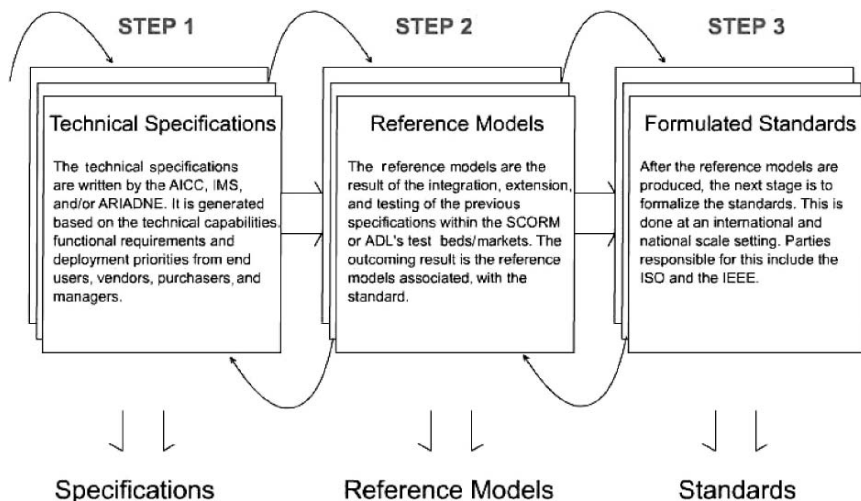 STEP 1
STEP 2
STEP 3
Technical Specifications
The technical specifications
are written by the AICC, IMS,
and/or ARIADNE. It is generated
based on the technical capabilities,
functional requirements and
deployment priorities from end
users, vendors, purchasers, and
managers.
Reference Models
The reference models are the
result of the integration, extension,
and testing of the previous
specifications within the SCORM
or ADL's test beds/markets. The
outcoming result is the reference
models associated, with the
standard.
Formulated Standards
After the reference models are
produced, the next stage is to
formalize the standards. This is
done at an international and
national scale setting. Parties
responsible for this include the
ISO and the IEEE.
Specifications
Reference Models
Standards